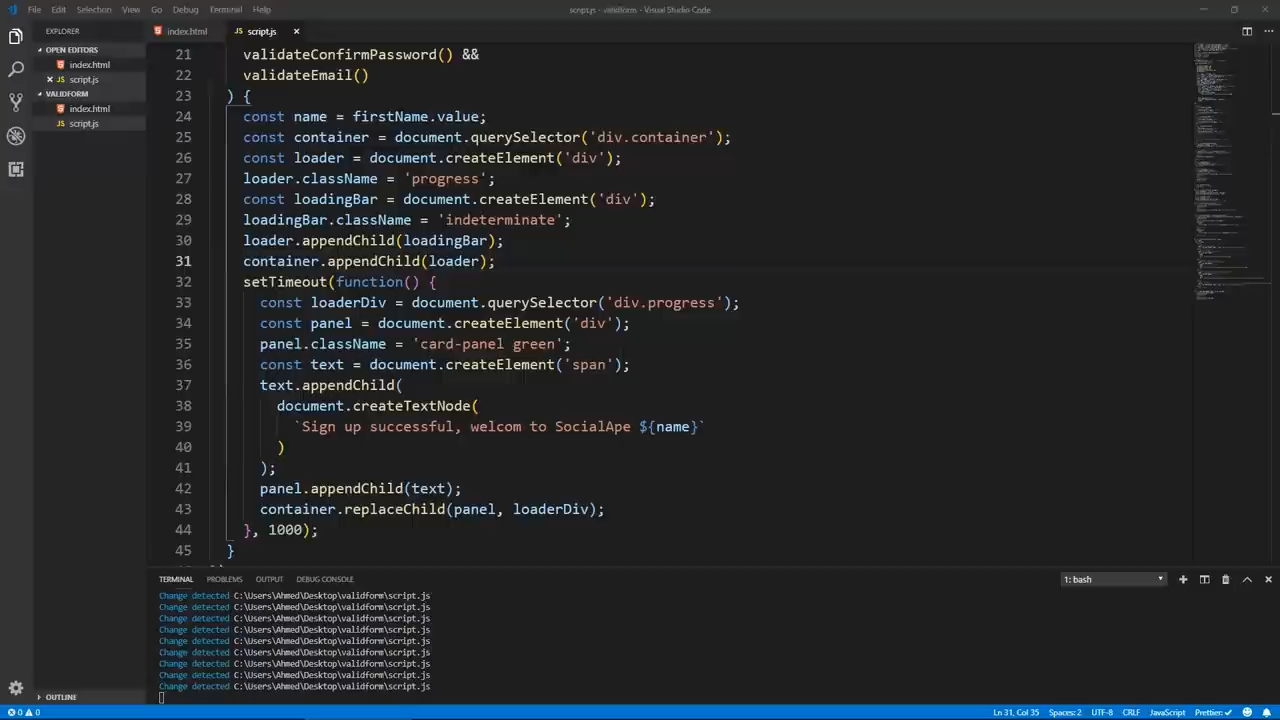 File Edit Selection View Go Debug Terminal Help
script.js - validform - Visual Studio Code
EXPLORER
OPEN EDITORS
index.html
script.js
VALIDFORM
index.html
script.js
OUTLINE
index.html
script.js
21 validateConfirmPassword() &&
22 validateEmail()
23 ) {
24 const name = firstName.value;
25 const container = document.querySelector('div.container');
26 const loader = document.createElement('div');
27 loader.className = 'progress';
28 const loadingBar = document.createElement('div');
29 loadingBar.className = 'indeterminate';
30 loader.appendChild(loadingBar);
31 container.appendChild(loader);
32 setTimeout(function() {
33 const loaderDiv = document.querySelector('div.progress');
34 const panel = document.createElement('div');
35 panel.className = 'card-panel green';
36 const text = document.createElement('span');
37 text.appendChild(
38 document.createTextNode(
39 `Sign up successful, welcom to SocialApe ${name}`
40 )
41 );
42 panel.appendChild(text);
43 container.replaceChild(panel, loaderDiv);
44 }, 1000);
45 }
TERMINAL PROBLEMS OUTPUT DEBUG CONSOLE
1: bash
Change detected C:\Users\Ahmed\Desktop\validform\script.js
Change detected C:\Users\Ahmed\Desktop\validform\script.js
Change detected C:\Users\Ahmed\Desktop\validform\script.js
Change detected C:\Users\Ahmed\Desktop\validform\script.js
Change detected C:\Users\Ahmed\Desktop\validform\script.js
Change detected C:\Users\Ahmed\Desktop\validform\script.js
Change detected C:\Users\Ahmed\Desktop\validform\script.js
Change detected C:\Users\Ahmed\Desktop\validform\script.js
Change detected C:\Users\Ahmed\Desktop\validform\script.js
0 0
Ln 31, Col 35 Spaces: 2 UTF-8 CRLF JavaScript Prettier: ✓